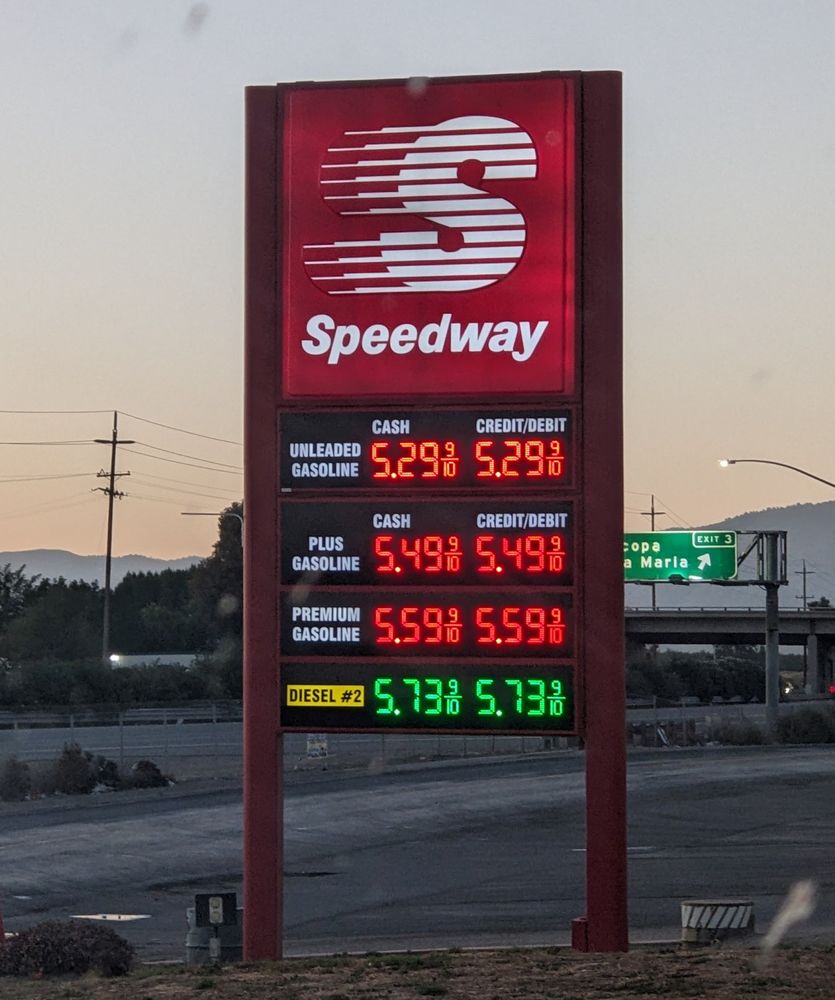 S
Speedway
CASH CREDIT/DEBIT
UNLEADED GASOLINE 5.29 9/10 5.29 9/10
CASH CREDIT/DEBIT
PLUS GASOLINE 5.49 9/10 5.49 9/10
PREMIUM GASOLINE 5.59 9/10 5.59 9/10
DIESEL #2 5.73 9/10 5.73 9/10
EXIT 3
copa
a Maria